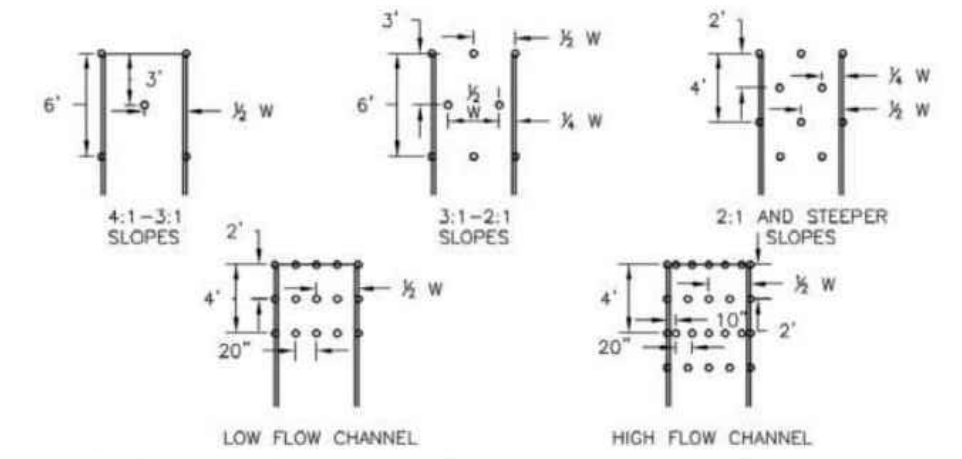 3'
½ W
2'
3'
¼ W
6'
½ W
6'
½ W
¼ W
4'
½ W
4:1-3:1
SLOPES
3:1-2:1
SLOPES
2:1 AND STEEPER
SLOPES
2'
4'
½ W
20"
4'
½ W
10"
2'
20"
LOW FLOW CHANNEL
HIGH FLOW CHANNEL